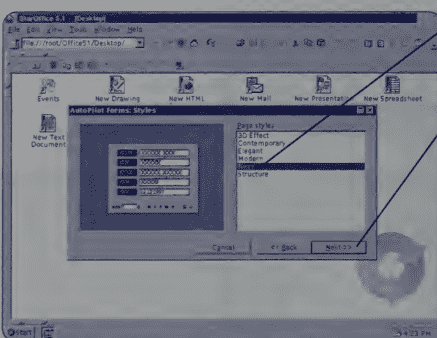 StarOffice 5.1 [Desktop]
File Edit View Tools Window Help
file:///root/Office51/Desktop/
Events New Drawing New HTML New Mail New Presentation New Spreadsheet
New Text Document
AutoPilot Forms: Styles
Page styles
3D Effect
Contemporary
Elegant
Modern
Structure
Cancel << Back Next >>
Start